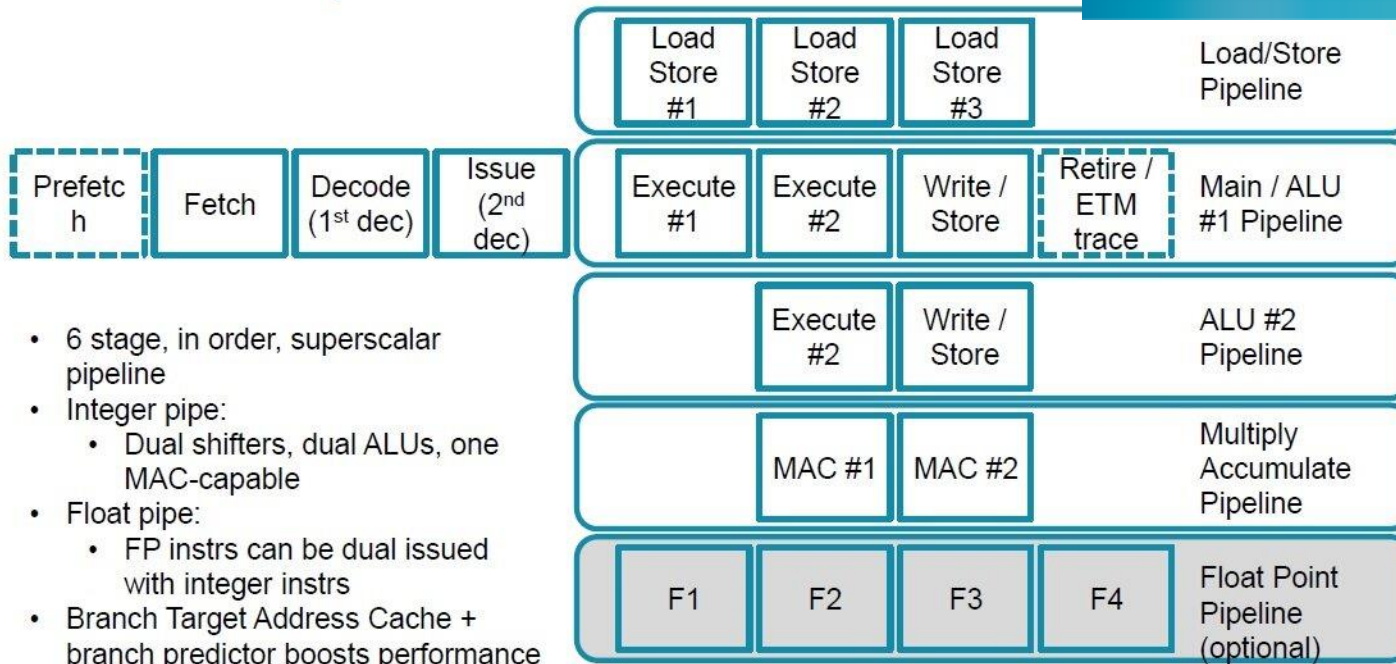 Load
Store
#1
Load
Store
#2
Load
Store
#3
Load/Store
Pipeline
Prefetc
h
Fetch
Decode
(1st dec)
Issue
(2nd
dec)
Execute
#1
Execute
#2
Write /
Store
Retire /
ETM
trace
Main / ALU
#1 Pipeline
Execute
#2
Write /
Store
ALU #2
Pipeline
MAC #1
MAC #2
Multiply
Accumulate
Pipeline
F1
F2
F3
F4
Float Point
Pipeline
(optional)
• 6 stage, in order, superscalar
pipeline
• Integer pipe:
• Dual shifters, dual ALUs, one
MAC-capable
• Float pipe:
• FP instrs can be dual issued
with integer instrs
• Branch Target Address Cache +
branch predictor boosts performance